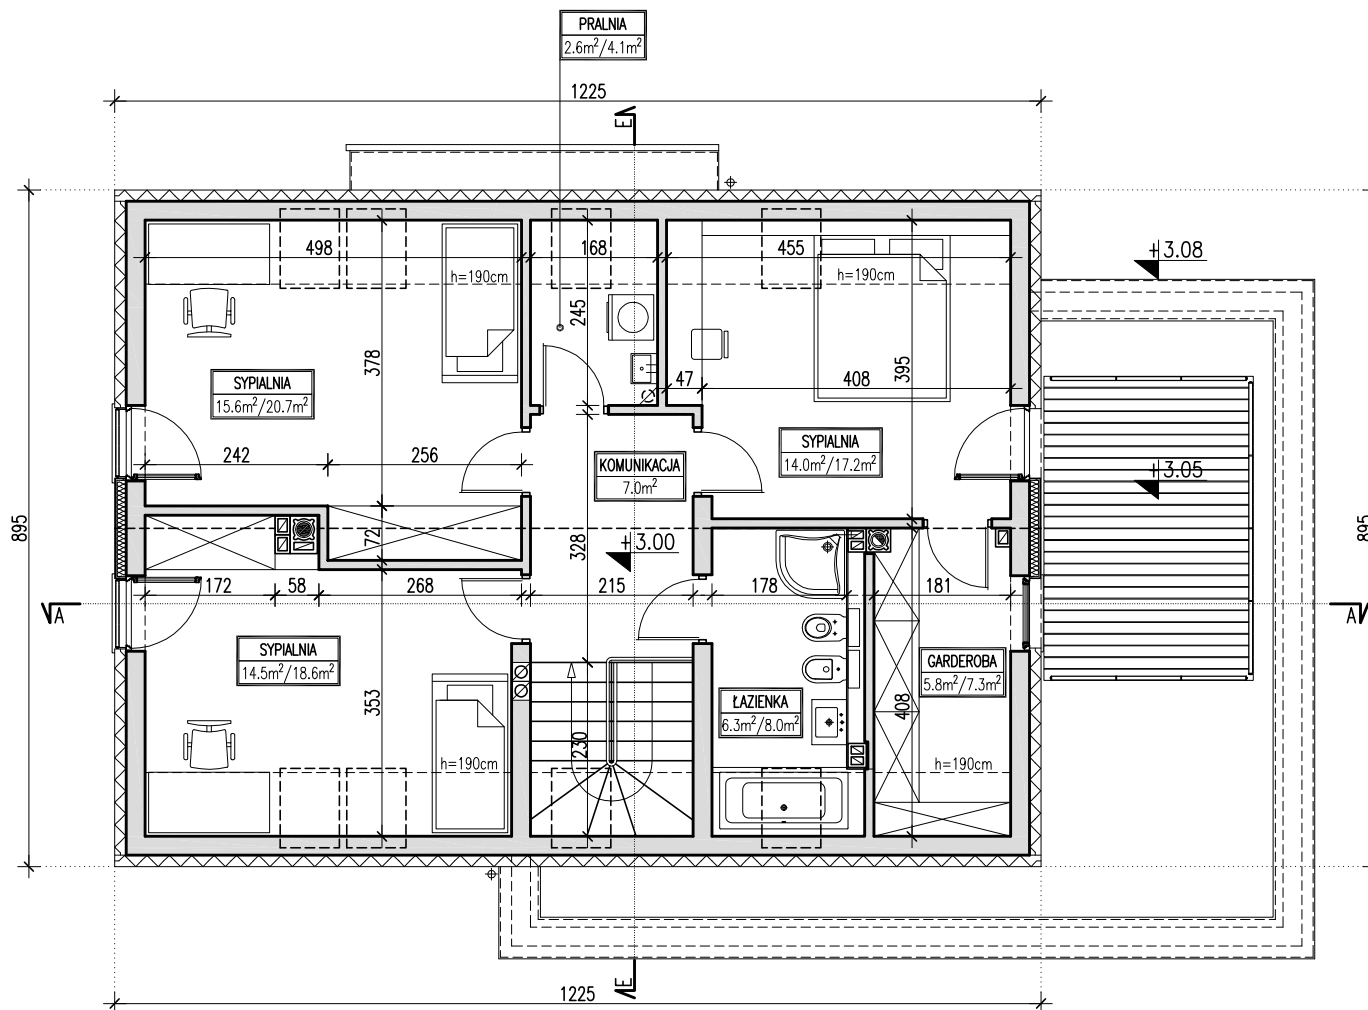 PRALNIA
2.6m²/4.1m²
1225
E
+3.08
498
168
455
h=190cm
h=190cm
245
378
395
47
408
SYPIALNIA
15.6m²/20.7m²
242
256
KOMUNIKACJA
7.0m²
SYPIALNIA
14.0m²/17.2m²
+3.05
895
895
72
328
+3.00
172
58
268
215
178
181
A
A
SYPIALNIA
14.5m²/18.6m²
353
GARDEROBA
5.8m²/7.3m²
408
ŁAZIENKA
6.3m²/8.0m²
230
h=190cm
h=190cm
E
1225